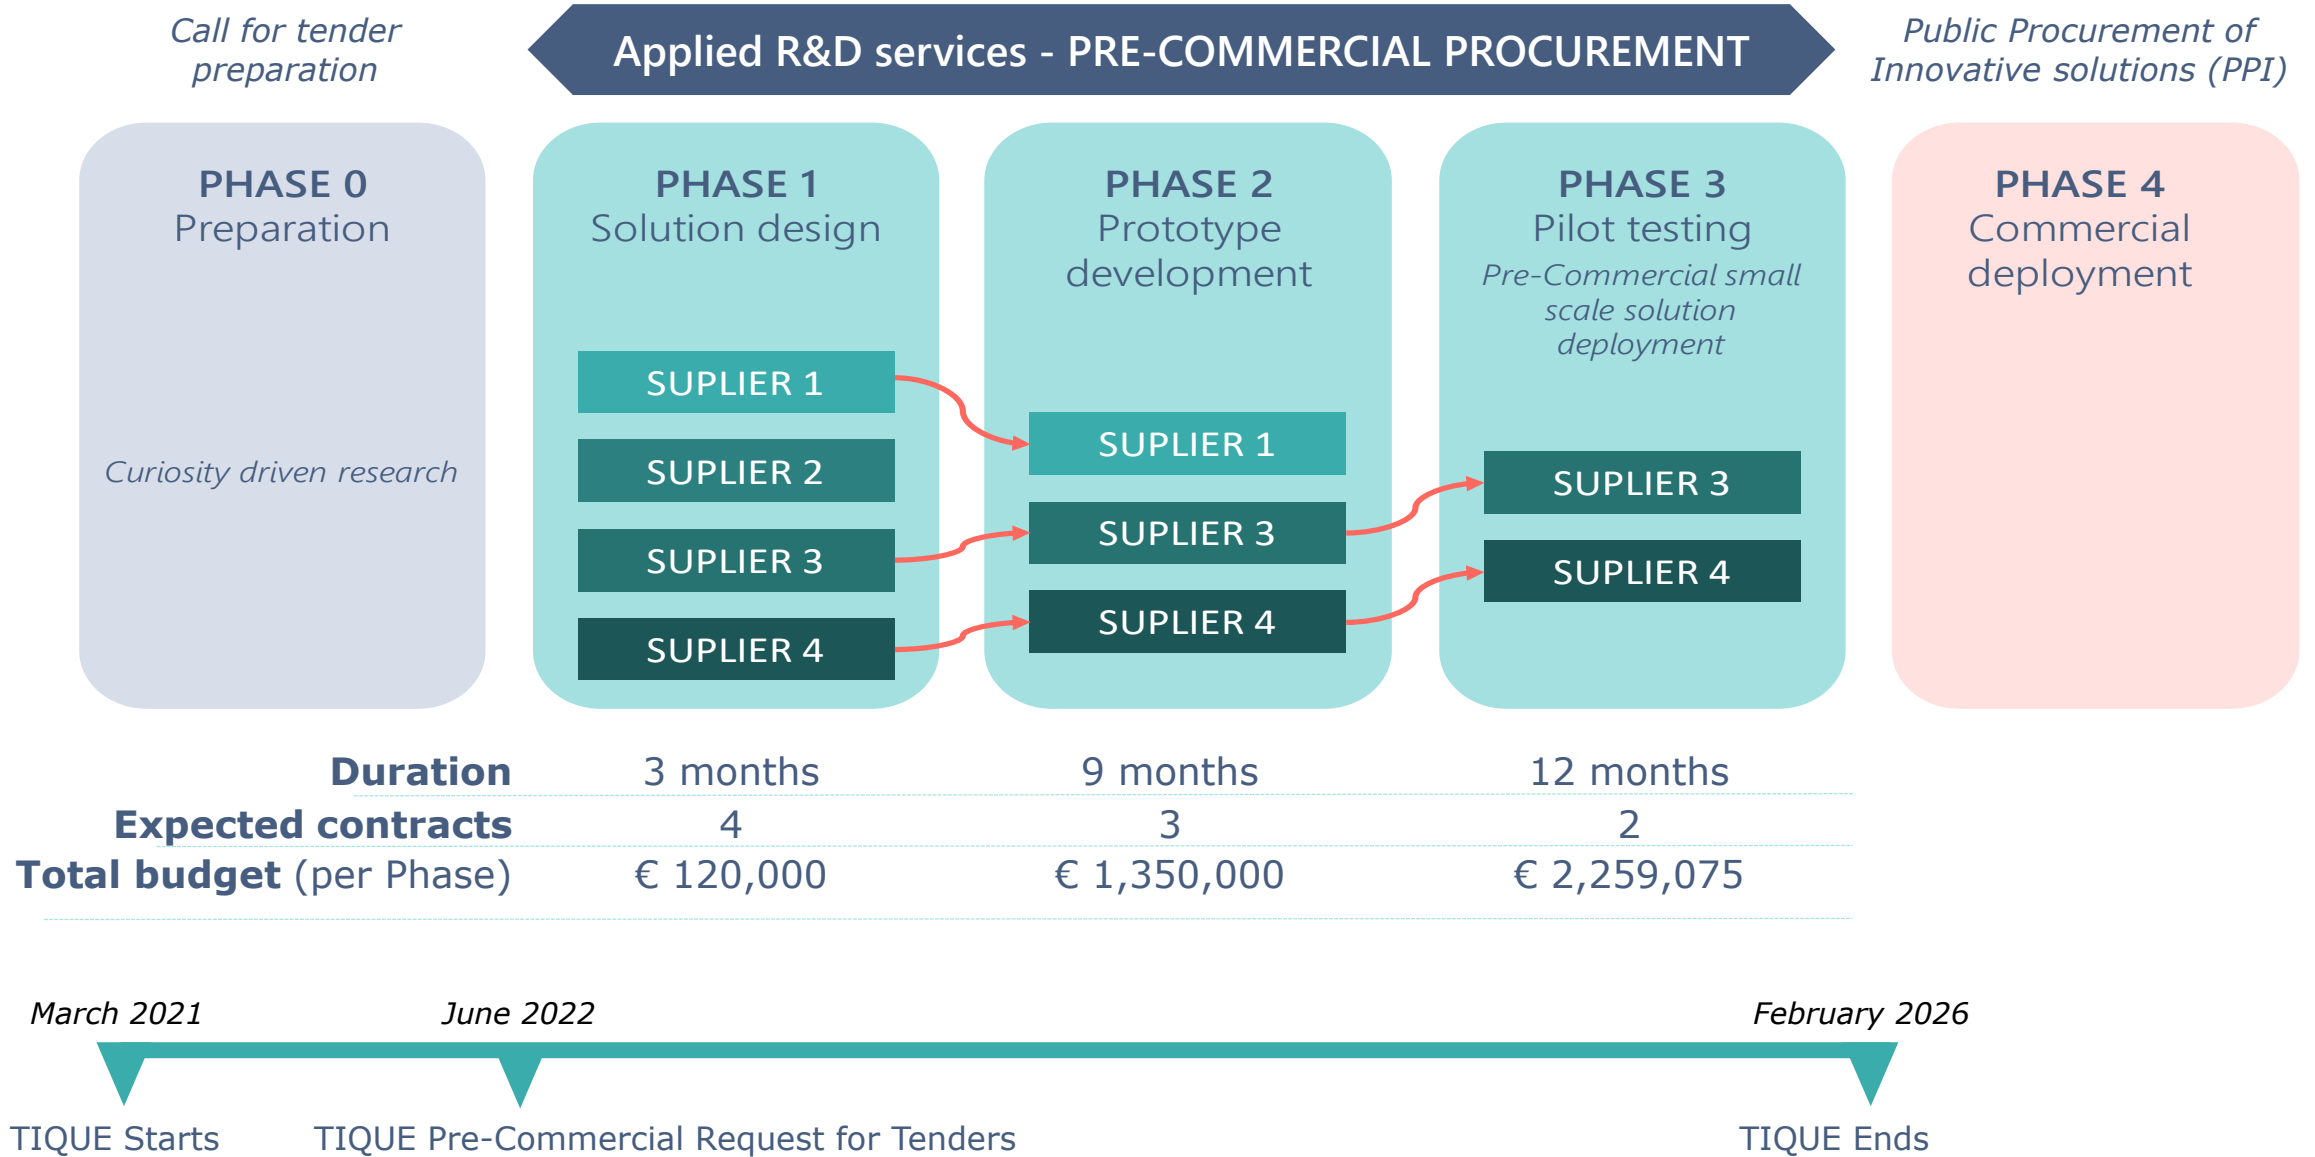 Call for tender
preparation
Applied R&D services - PRE-COMMERCIAL PROCUREMENT
Public Procurement of
Innovative solutions (PPI)
PHASE 0
Preparation
Curiosity driven research
PHASE 1
Solution design
SUPLIER 1
SUPLIER 2
SUPLIER 3
SUPLIER 4
PHASE 2
Prototype
development
SUPLIER 1
SUPLIER 3
SUPLIER 4
PHASE 3
Pilot testing
Pre-Commercial small
scale solution
deployment
SUPLIER 3
SUPLIER 4
PHASE 4
Commercial
deployment
Duration 3 months 9 months 12 months
Expected contracts 4 3 2
Total budget (per Phase) € 120,000 € 1,350,000 € 2,259,075
March 2021 June 2022 February 2026
TIQUE Starts TIQUE Pre-Commercial Request for Tenders TIQUE Ends